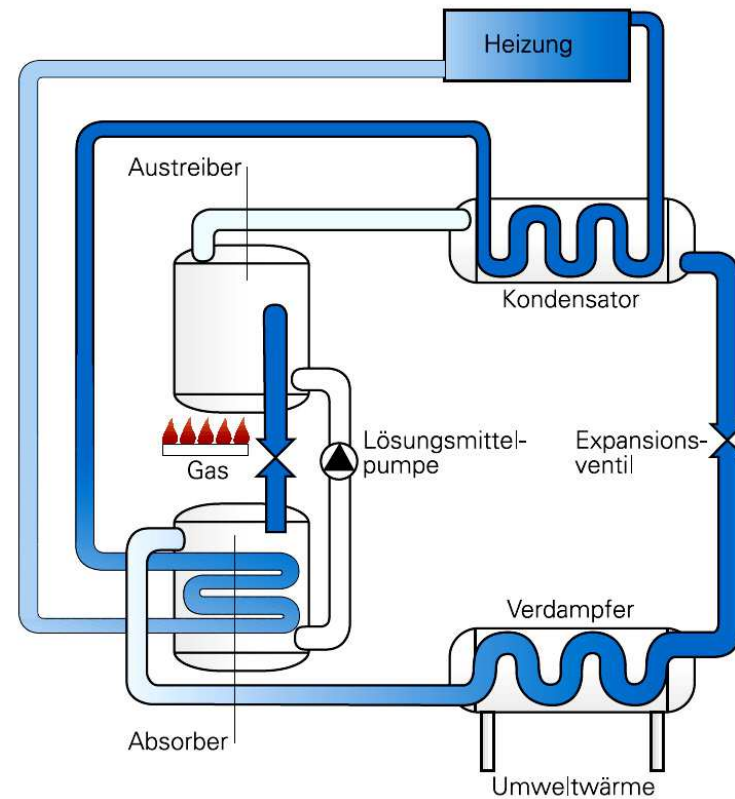 Heizung
Austreiber
Kondensator
Lösungsmittel-
pumpe
Expansions-
ventil
Gas
Verdampfer
Absorber
Umweltwärme